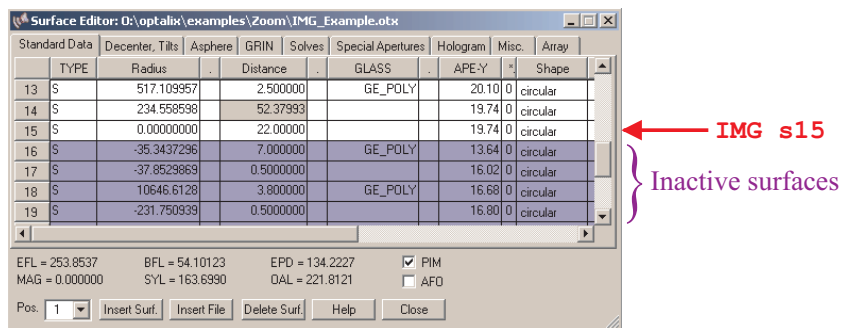 Surface Editor: O:\optalix\examples\Zoom\IMG_Example.otx
Standard Data Decenter, Tilts Asphere GRIN Solves Special Apertures Hologram Misc. Array
TYPE Radius . Distance . GLASS . APE-Y *. Shape
13 S 517.109957 2.500000 GE_POLY 20.10 0 circular
14 S 234.558598 52.37993 19.74 0 circular
15 S 0.00000000 22.00000 19.74 0 circular
IMG s15
16 S -35.3437296 7.000000 GE_POLY 13.64 0 circular
17 S -37.8529869 0.5000000 16.02 0 circular
Inactive surfaces
18 S 10646.6128 3.800000 GE_POLY 16.68 0 circular
19 S -231.750939 0.5000000 16.80 0 circular
EFL = 253.8537 BFL = 54.10123 EPD = 134.2227 PIM
MAG = 0.000000 SYL = 163.6990 OAL = 221.8121 AFO
Pos. 1 Insert Surf. Insert File Delete Surf. Help Close